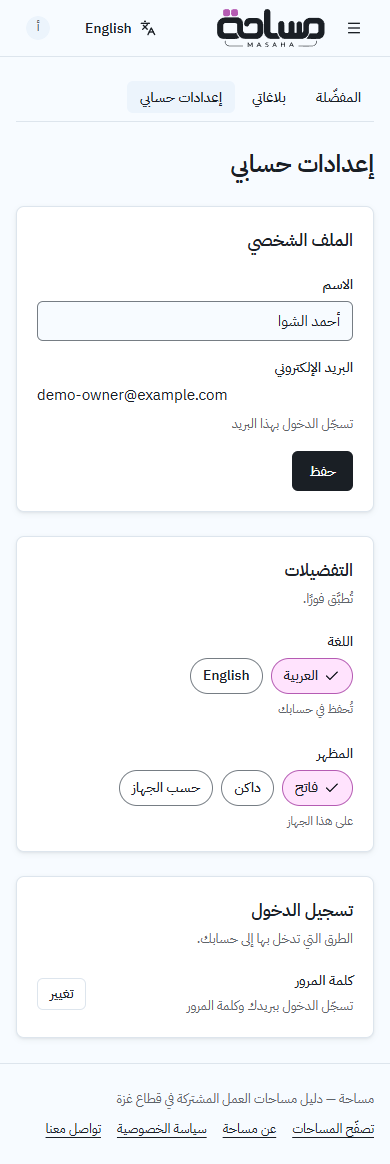 مساحة
MASAHA
English
أ
المفضّلة
بلاغاتي
إعدادات حسابي
إعدادات حسابي
الملف الشخصي
الاسم
أحمد الشوا
البريد الإلكتروني
demo-owner@example.com
تسجّل الدخول بهذا البريد
حفظ
التفضيلات
تُطبَّق فورًا.
اللغة
العربية
English
تُحفظ في حسابك
المظهر
فاتح
داكن
حسب الجهاز
على هذا الجهاز
تسجيل الدخول
الطرق التي تدخل بها إلى حسابك.
كلمة المرور
تسجّل الدخول ببريدك وكلمة المرور
تغيير
مساحة — دليل مساحات العمل المشتركة في قطاع غزة
تصفّح المساحات
عن مساحة
سياسة الخصوصية
تواصل معنا